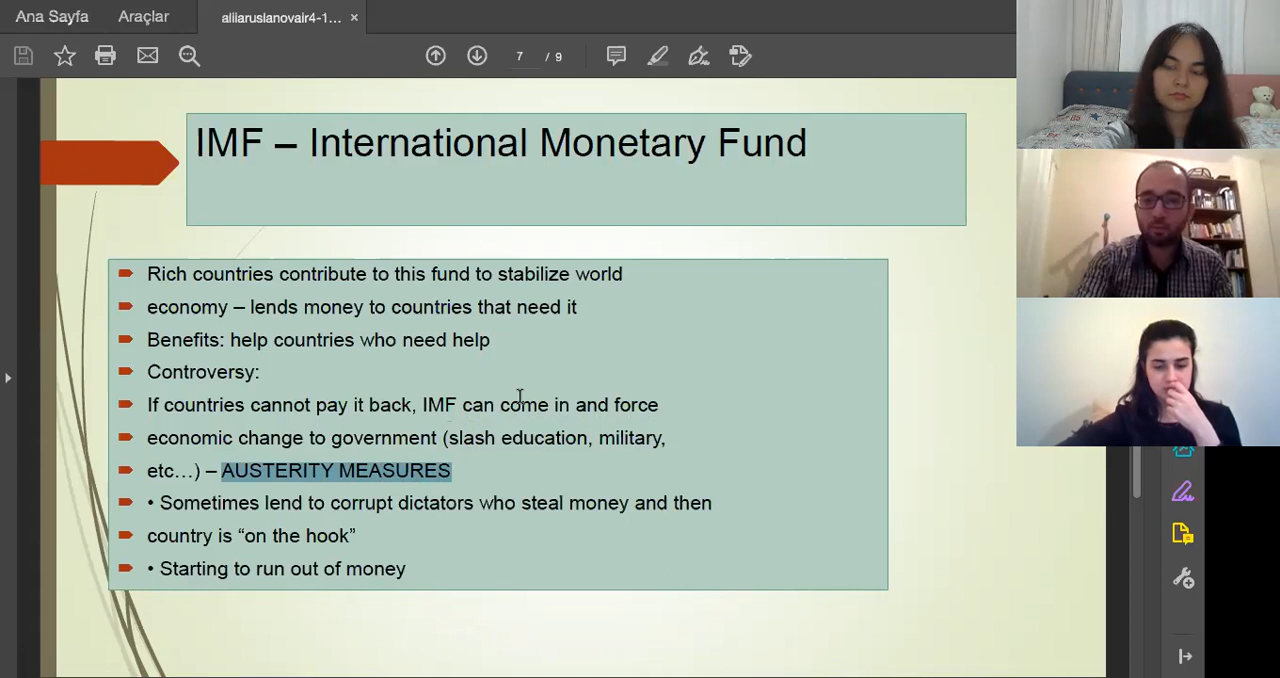 Ana Sayfa Araçlar aliiaruslanovair4-1... ×
7 / 9
IMF – International Monetary Fund
Rich countries contribute to this fund to stabilize world
economy – lends money to countries that need it
Benefits: help countries who need help
Controversy:
If countries cannot pay it back, IMF can come in and force
economic change to government (slash education, military,
etc…) – AUSTERITY MEASURES
• Sometimes lend to corrupt dictators who steal money and then
country is “on the hook”
• Starting to run out of money